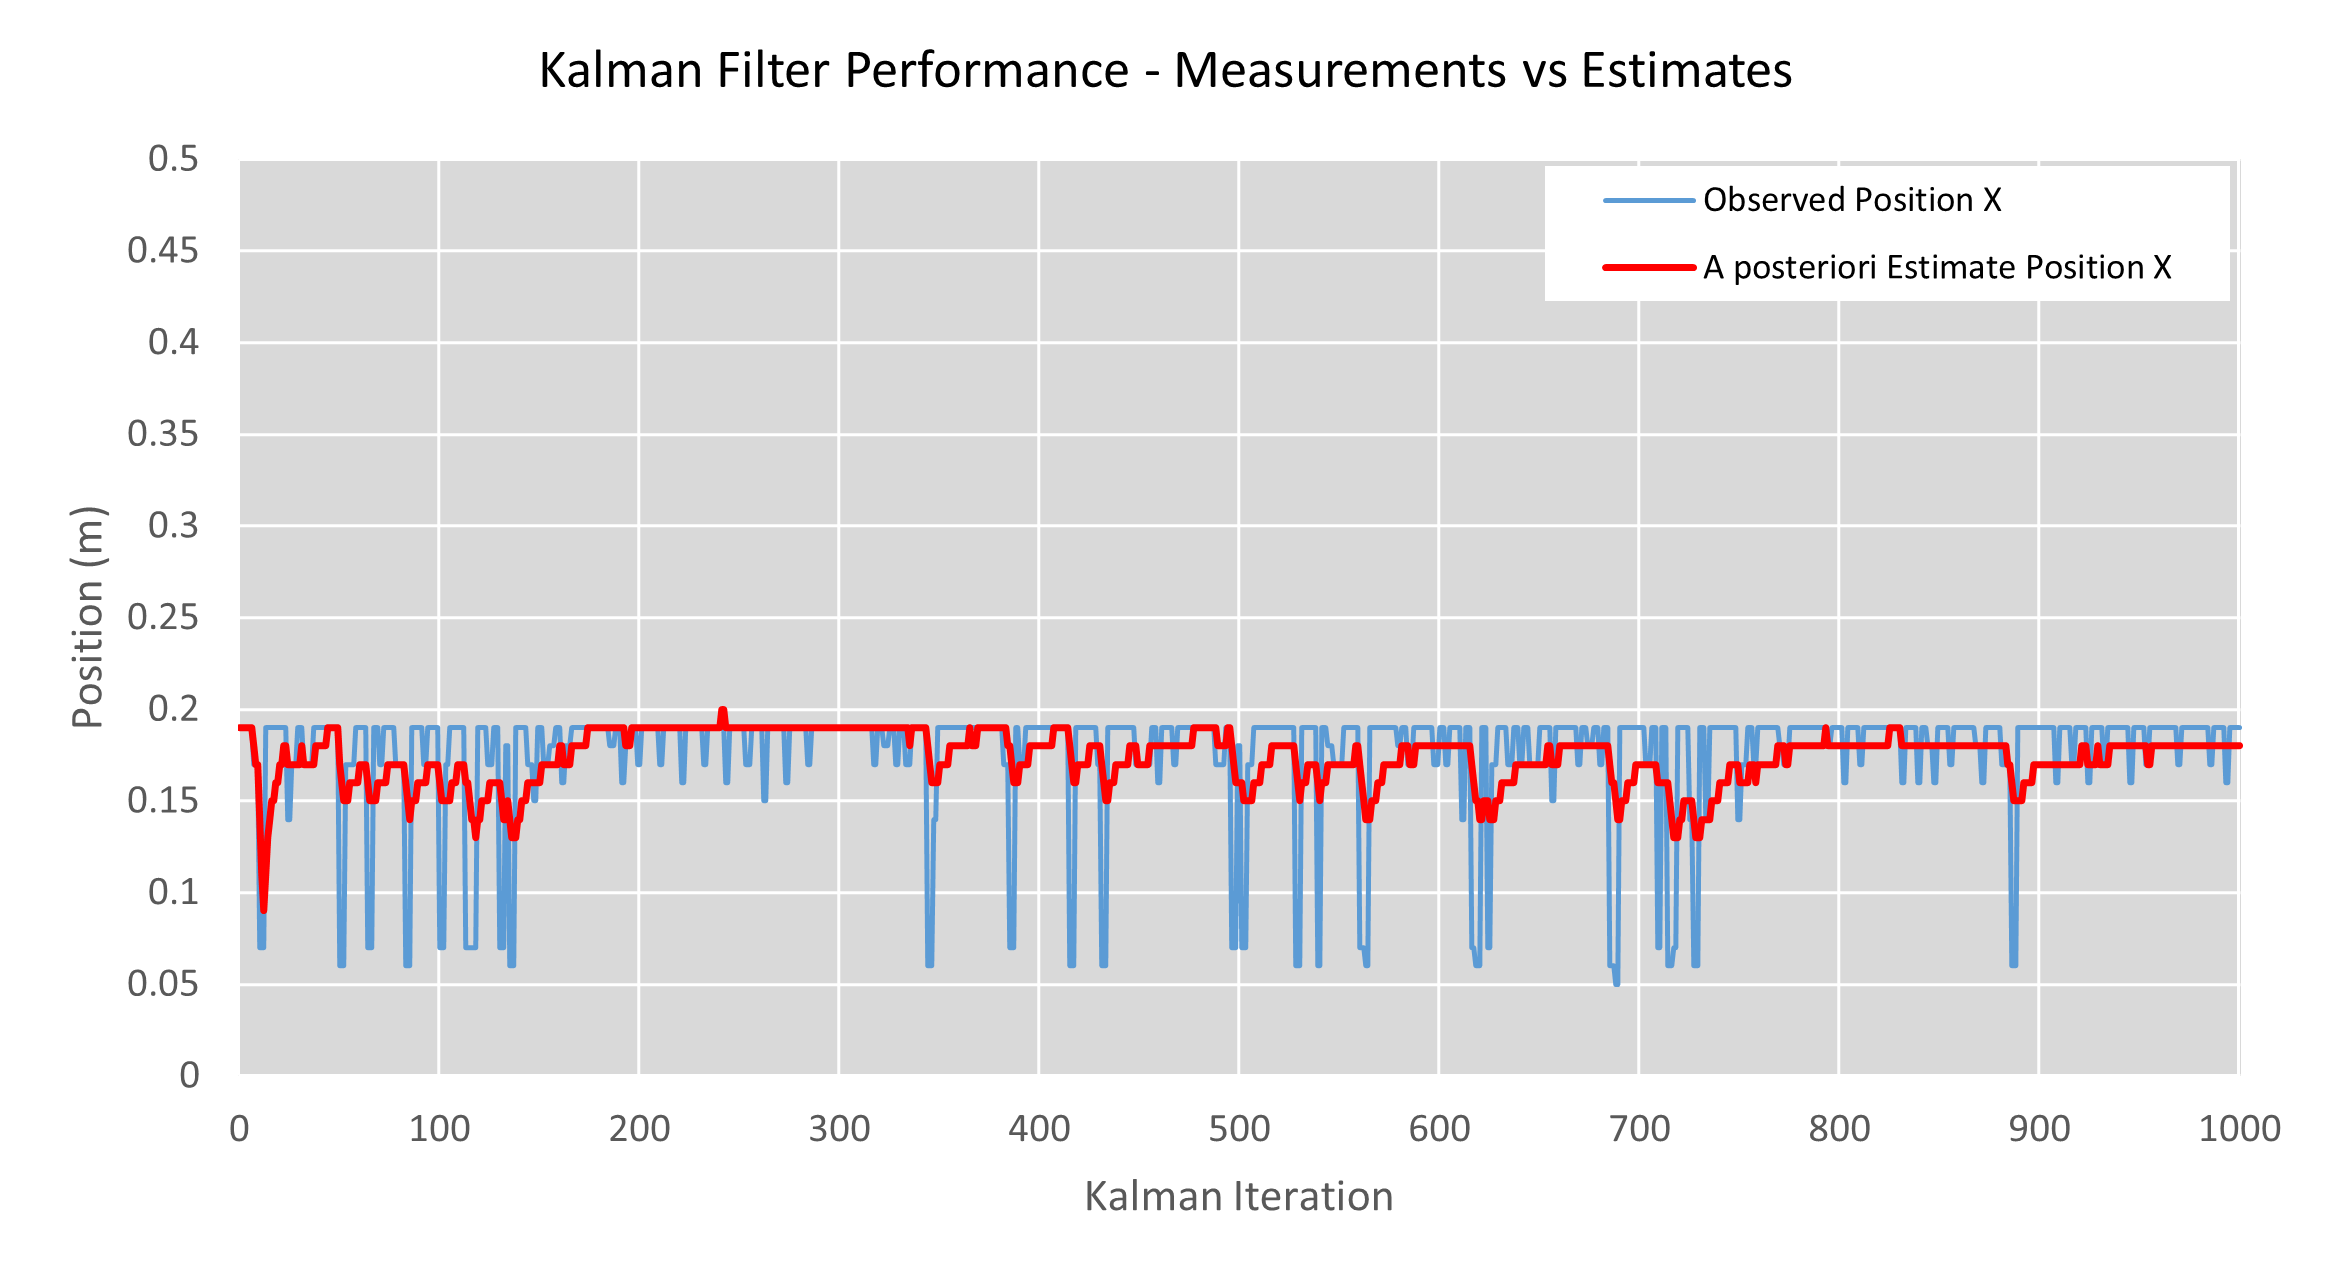 Kalman Filter Performance - Measurements vs Estimates
Observed Position X
A posteriori Estimate Position X
Position (m)
0.5
0.45
0.4
0.35
0.3
0.25
0.2
0.15
0.1
0.05
0
0 100 200 300 400 500 600 700 800 900 1000
Kalman Iteration